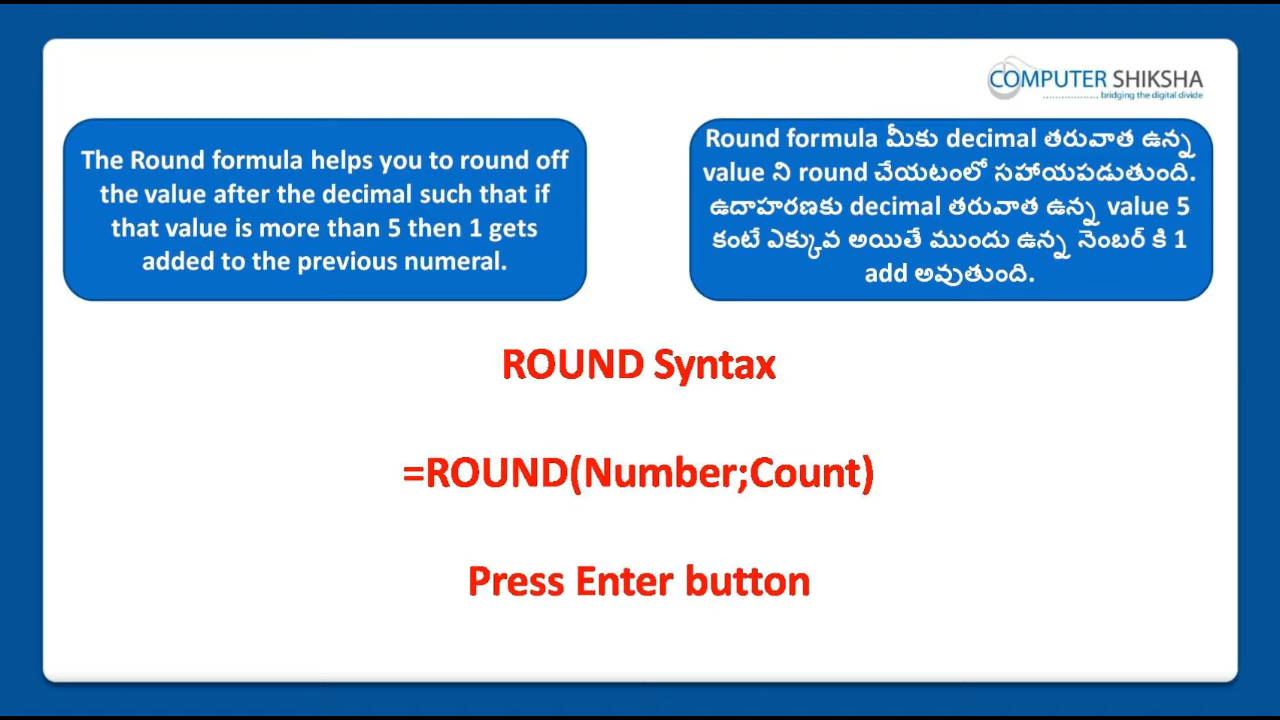 COMPUTER SHIKSHA
bridging the digital divide
The Round formula helps you to round off
the value after the decimal such that if
that value is more than 5 then 1 gets
added to the previous numeral.
Round formula మీకు decimal తరువాత ఉన్న
value ని round చేయటంలో సహాయపడుతుంది.
ఉదాహరణకు decimal తరువాత ఉన్న value 5
కంటే ఎక్కువ అయితే ముందు ఉన్న నెంబర్ కి 1
add అవుతుంది.
ROUND Syntax
=ROUND(Number;Count)
Press Enter button